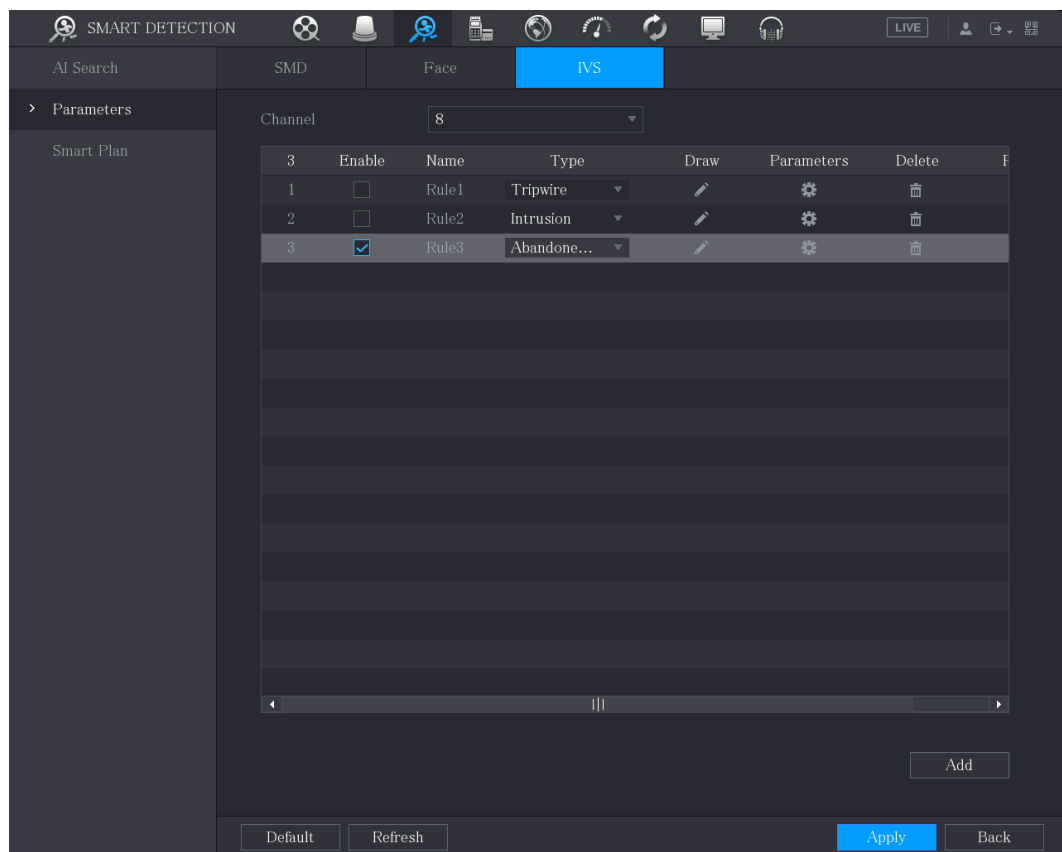 SMART DETECTION LIVE
AI Search SMD Face IVS
Parameters
Channel 8
Smart Plan
3 Enable Name Type Draw Parameters Delete
1 Rule1 Tripwire
2 Rule2 Intrusion
3 Rule3 Abandone...
Add
Default Refresh Apply Back